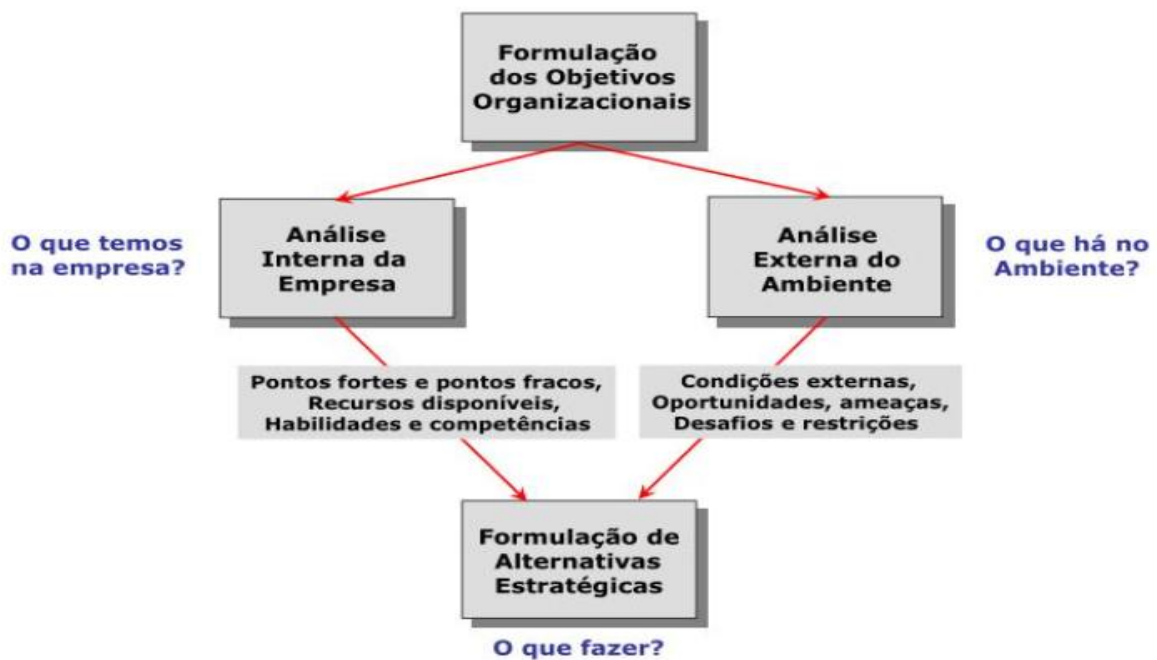 Formulação
dos Objetivos
Organizacionais
O que temos
na empresa?
Análise
Interna da
Empresa
Análise
Externa do
Ambiente
O que há no
Ambiente?
Pontos fortes e pontos fracos,
Recursos disponíveis,
Habilidades e competências
Condições externas,
Oportunidades, ameaças,
Desafios e restrições
Formulação de
Alternativas
Estratégicas
O que fazer?